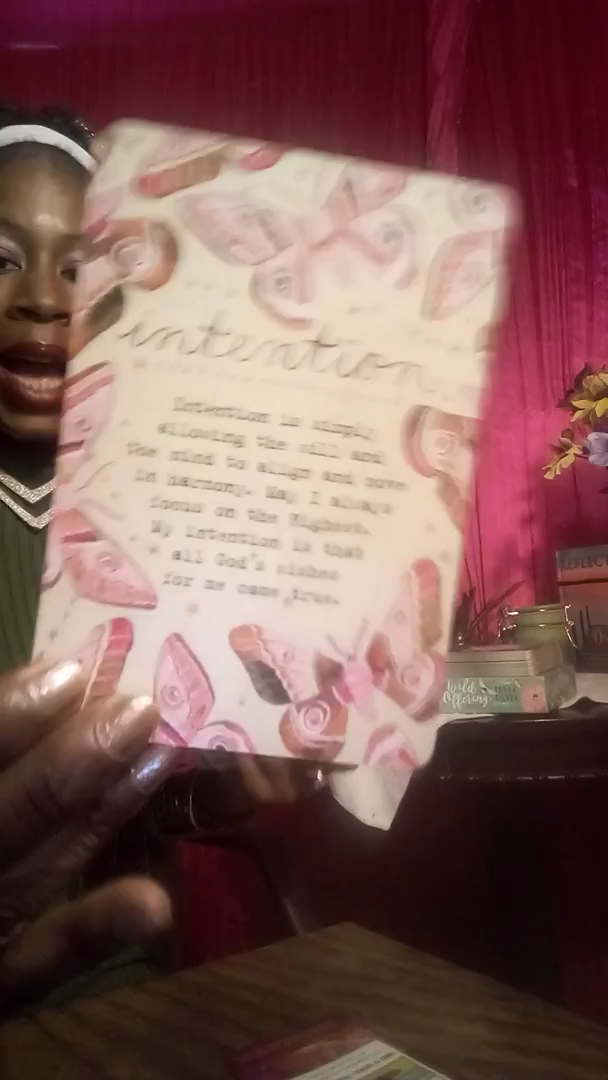 intention
Intention is simply
allowing the will and
the mind to align and move
in harmony. May I always
focus on the highest.
My intention is that
all God's wishes
for me come true.
REFLECT
Wild
Offering